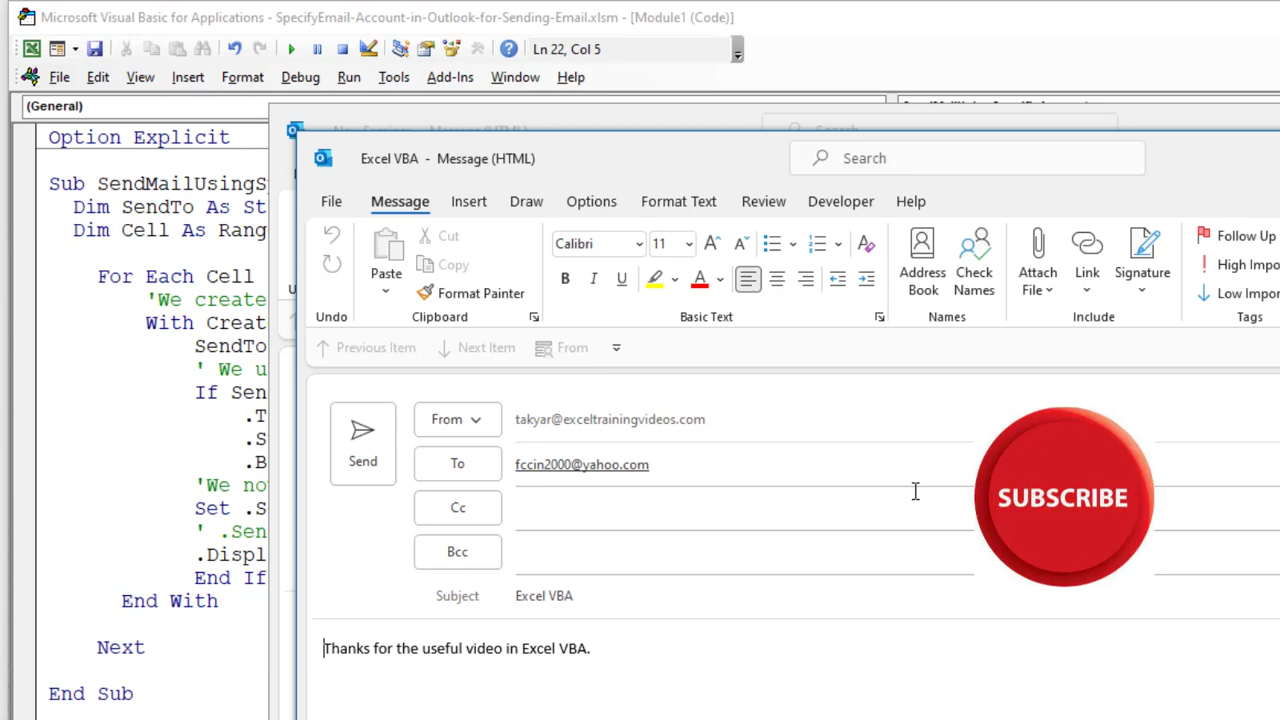 Microsoft Visual Basic for Applications - SpecifyEmail-Account-in-Outlook-for-Sending-Email.xlsm - [Module1 (Code)]
Ln 22, Col 5
File Edit View Insert Format Debug Run Tools Add-Ins Window Help
(General)
Option Explicit
Sub SendMailUsingSp
Dim SendTo As St
Dim Cell As Rang
For Each Cell
'We create
With Creat
SendTo
' We u
If Sen
.T
.S
.B
'We no
Set .S
' .Sen
.Displ
End If
End With
Next
End Sub
Search
Excel VBA - Message (HTML)
Search
File Message Insert Draw Options Format Text Review Developer Help
Undo
Paste
Cut
Copy
Format Painter
Clipboard
Calibri 11
B I U A
Basic Text
Address Book
Check Names
Names
Attach File
Link
Signature
Include
Follow Up
High Impor
Low Impor
Tags
Previous Item Next Item From
Send
From takyar@exceltrainingvideos.com
To fccin2000@yahoo.com
Cc
Bcc
Subject Excel VBA
Thanks for the useful video in Excel VBA.
SUBSCRIBE